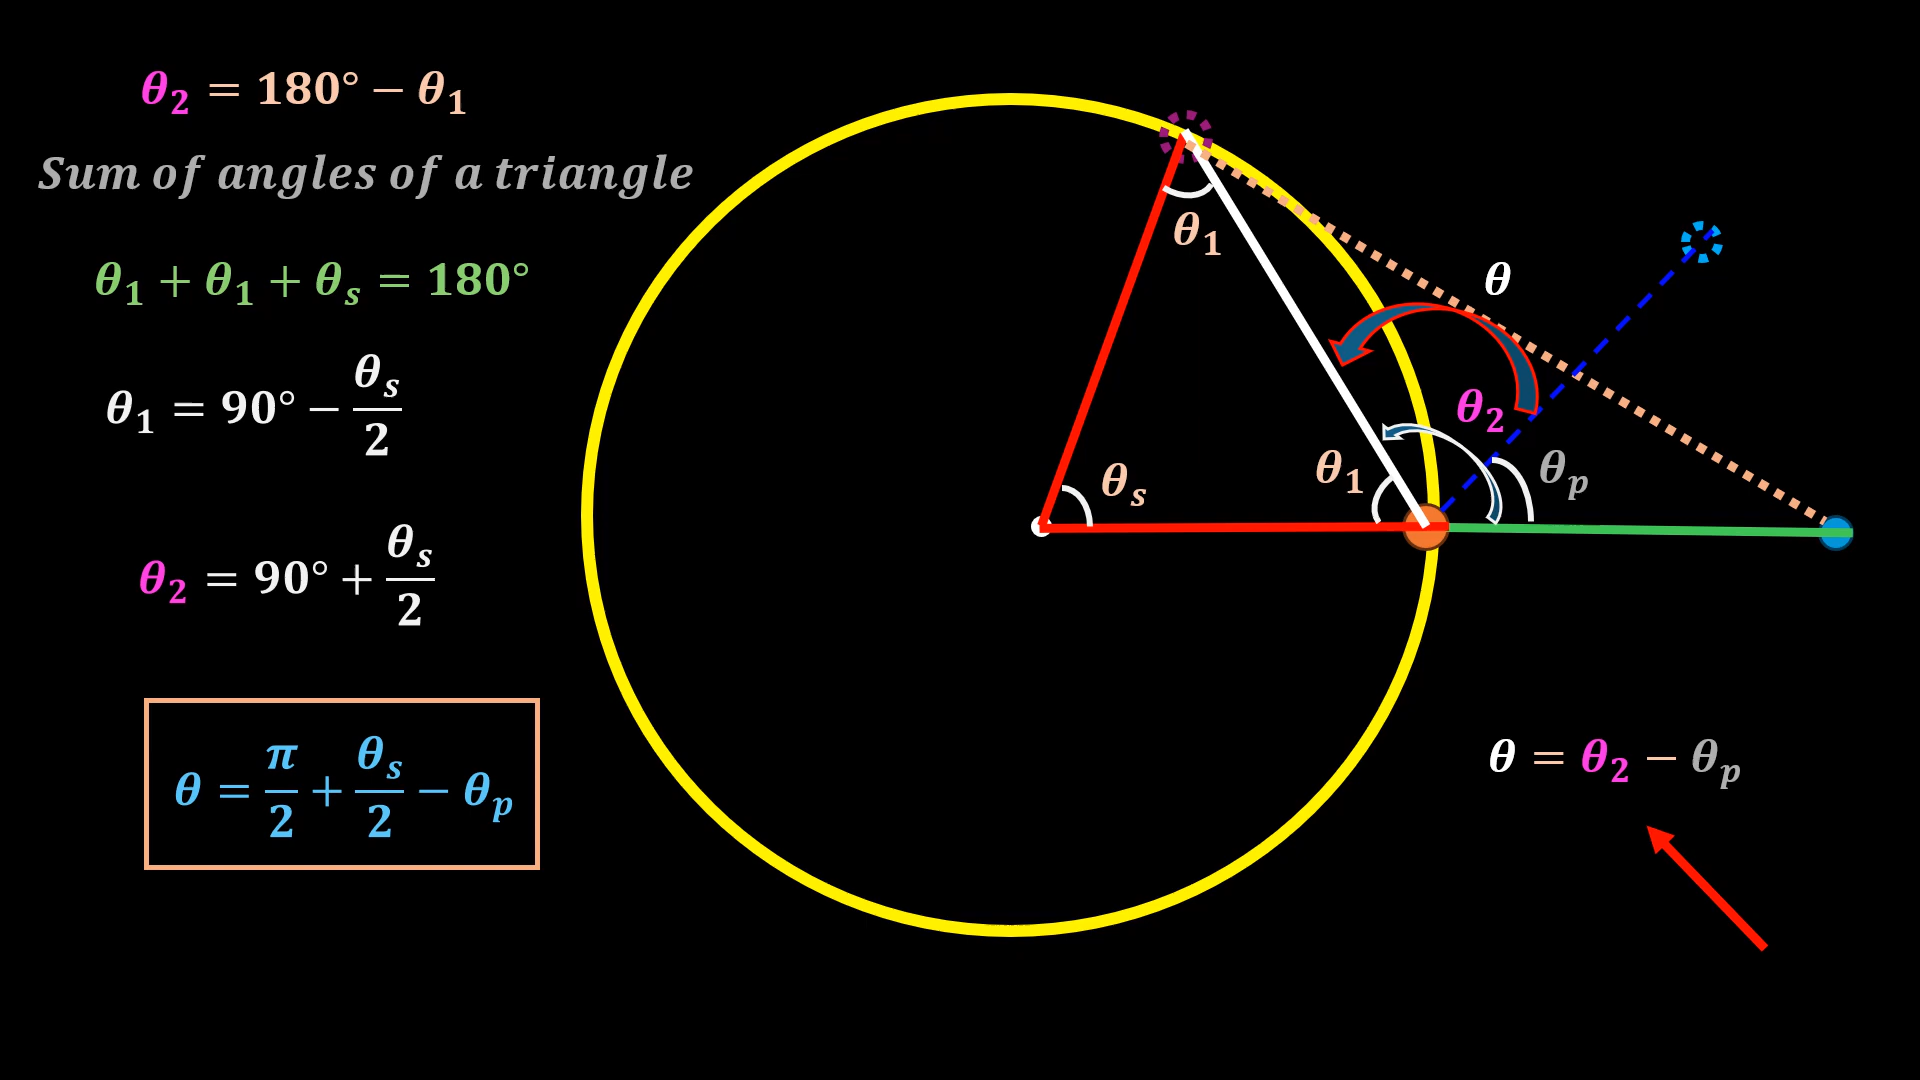 θ₂ = 180° − θ₁
Sum of angles of a triangle
θ₁ + θ₁ + θₛ = 180°
θ₁ = 90° − θₛ/2
θ₂ = 90° + θₛ/2
θ = π/2 + θₛ/2 − θₚ
θ₁
θ
θ₂
θₛ
θ₁
θₚ
θ = θ₂ − θₚ